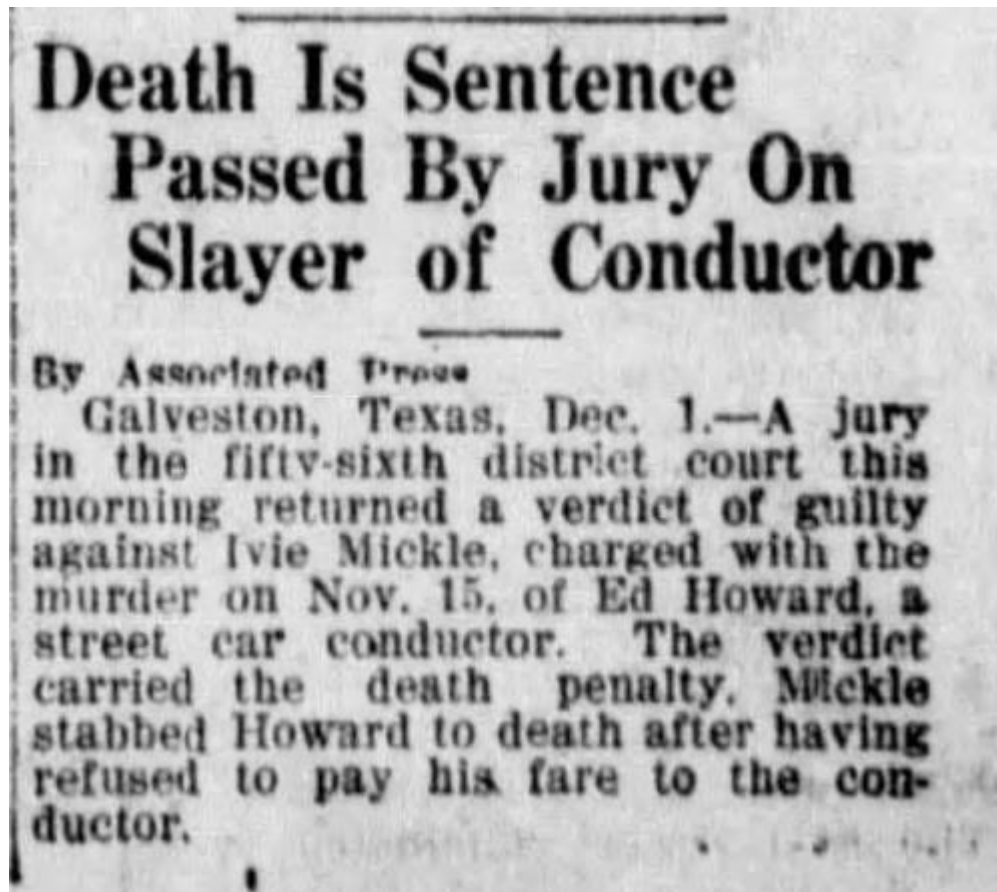 Death Is Sentence
Passed By Jury On
Slayer of Conductor
By Associated Press
Galveston, Texas, Dec. 1.—A jury
in the fifty-sixth district court this
morning returned a verdict of guilty
against Ivie Mickle, charged with the
murder on Nov. 15, of Ed Howard, a
street car conductor. The verdict
carried the death penalty. Mickle
stabbed Howard to death after having
refused to pay his fare to the con-
ductor.